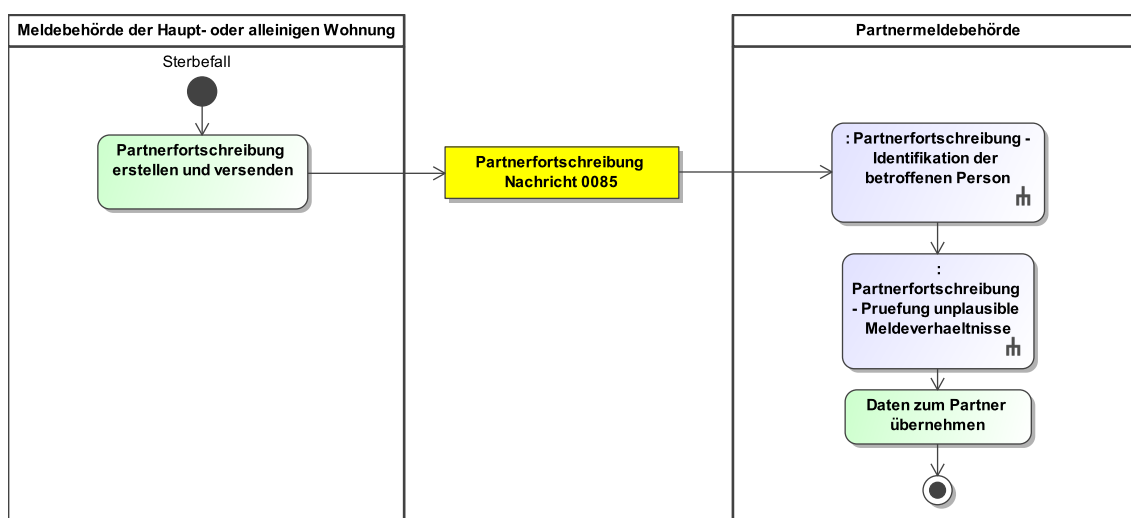 Meldebehörde der Haupt- oder alleinigen Wohnung
Partnermeldebehörde
Sterbefall
Partnerfortschreibung
erstellen und versenden
Partnerfortschreibung
Nachricht 0085
: Partnerfortschreibung -
Identifikation der
betroffenen Person
:
Partnerfortschreibung
- Pruefung unplausible
Meldeverhaeltnisse
Daten zum Partner
übernehmen